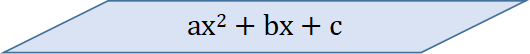 ax² + bx + c